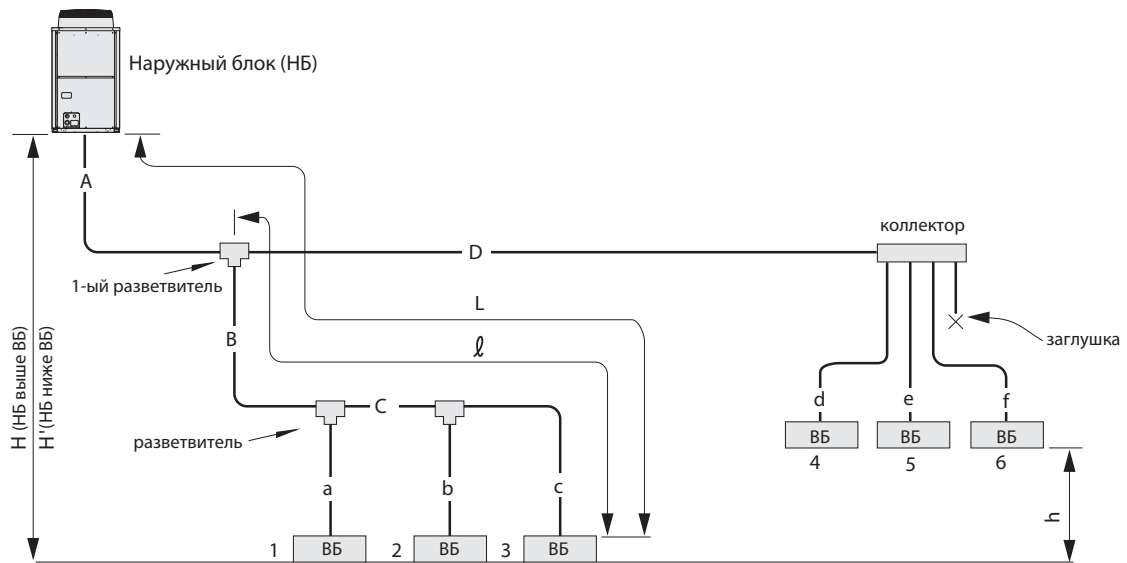 Наружный блок (НБ)
A
коллектор
D
1-ый разветвитель
L
заглушка
B
ℓ
H (НБ выше ВБ)
H'(НБ ниже ВБ)
C
d
e
f
разветвитель
ВБ
ВБ
ВБ
4
5
6
a
b
c
h
1
ВБ
2
ВБ
3
ВБ